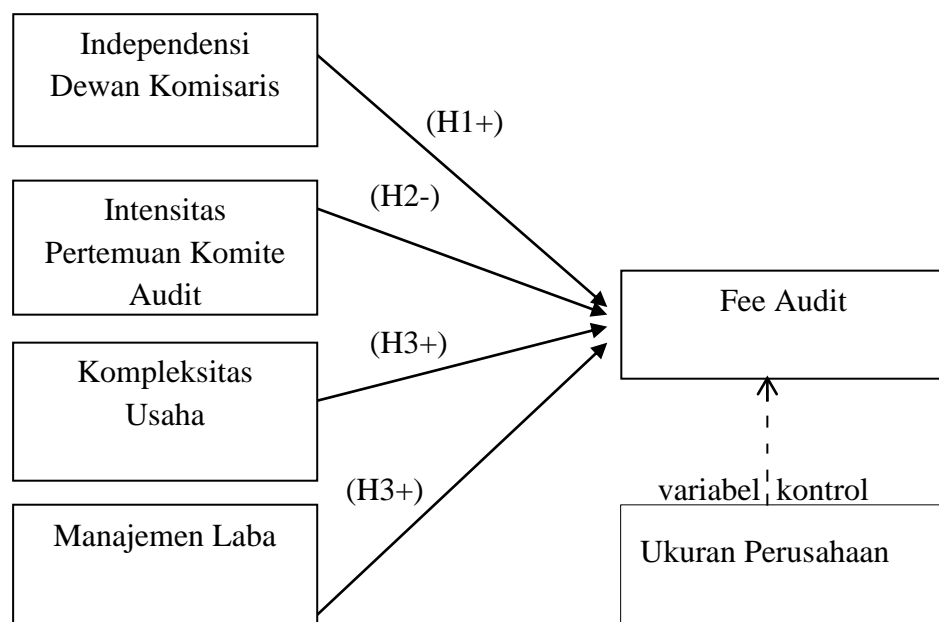 Independensi
Dewan Komisaris
(H1+)
Intensitas
Pertemuan Komite
Audit
(H2-)
Fee Audit
Kompleksitas
Usaha
(H3+)
Manajemen Laba
(H3+)
variabel kontrol
Ukuran Perusahaan